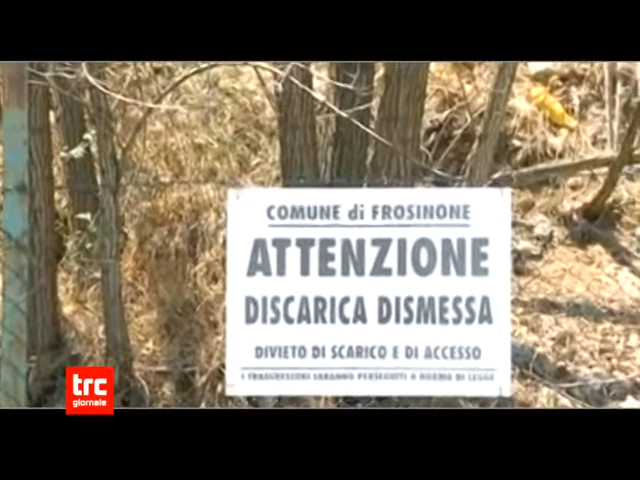 COMUNE di FROSINONE
ATTENZIONE
DISCARICA DISMESSA
DIVIETO DI SCARICO E DI ACCESSO
I TRASGRESSORI SARANNO PERSEGUITI A NORMA DI LEGGE
trc
giornale